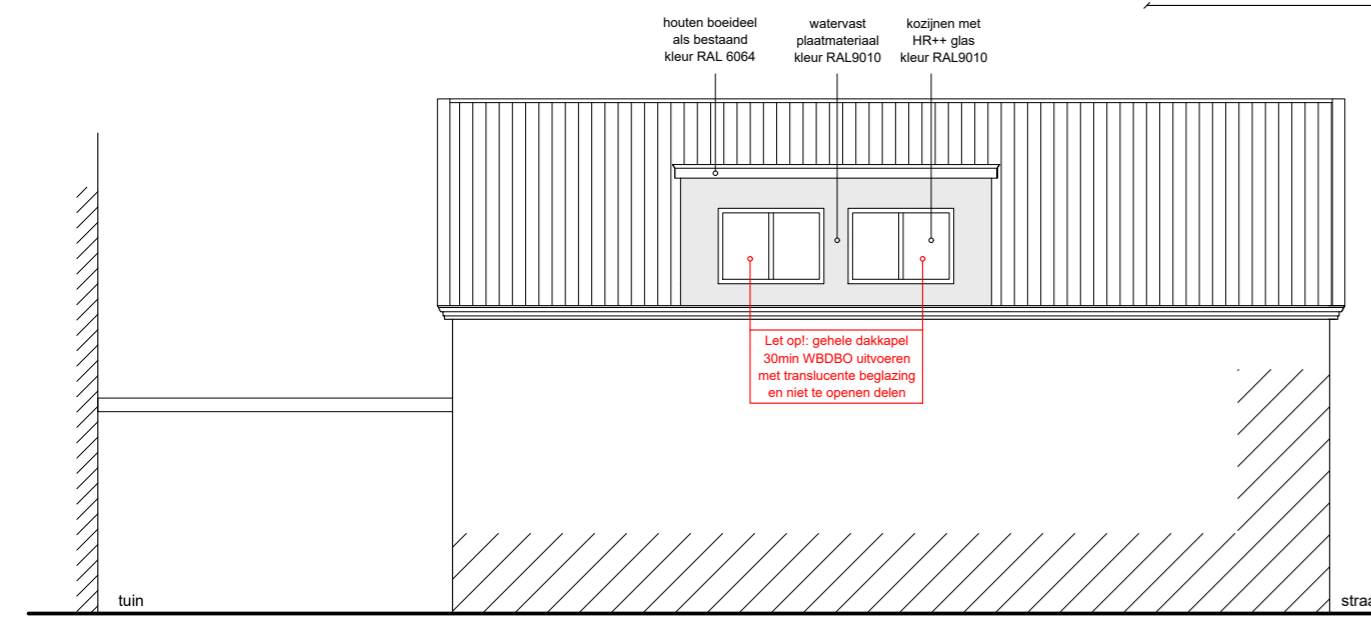 houten boeideel
als bestaand
kleur RAL 6064
watervast
plaatmateriaal
kleur RAL9010
kozijnen met
HR++ glas
kleur RAL9010
Let op!: gehele dakkapel
30min WBDBO uitvoeren
met translucente beglazing
en niet te openen delen
tuin
straa